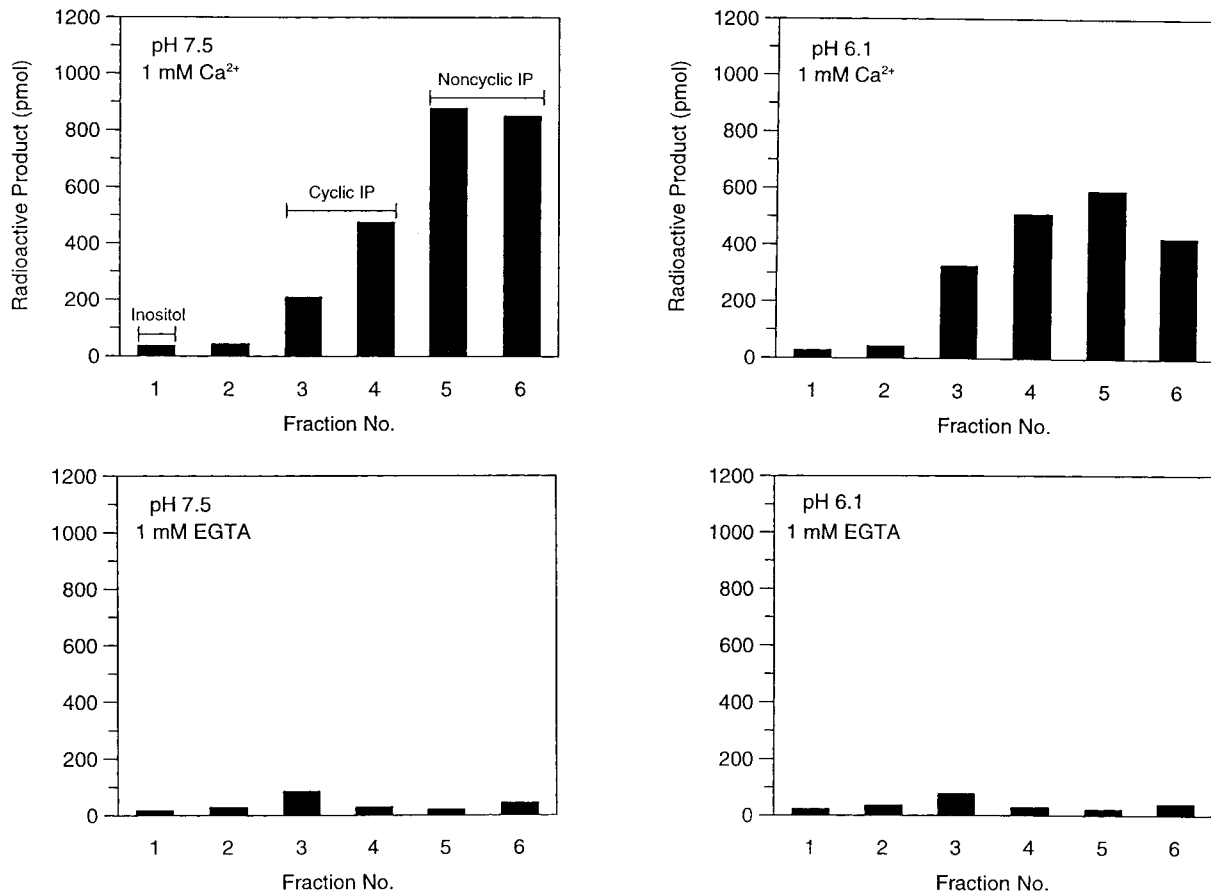 1200
1000
800
600
400
200
0
Radioactive Product (pmol)
pH 7.5
1 mM Ca²⁺
Inositol
Cyclic IP
Noncyclic IP
1 2 3 4 5 6
Fraction No.
1200
1000
800
600
400
200
0
Radioactive Product (pmol)
pH 6.1
1 mM Ca²⁺
1 2 3 4 5 6
Fraction No.
1200
1000
800
600
400
200
0
pH 7.5
1 mM EGTA
1 2 3 4 5 6
Fraction No.
1200
1000
800
600
400
200
0
pH 6.1
1 mM EGTA
1 2 3 4 5 6
Fraction No.